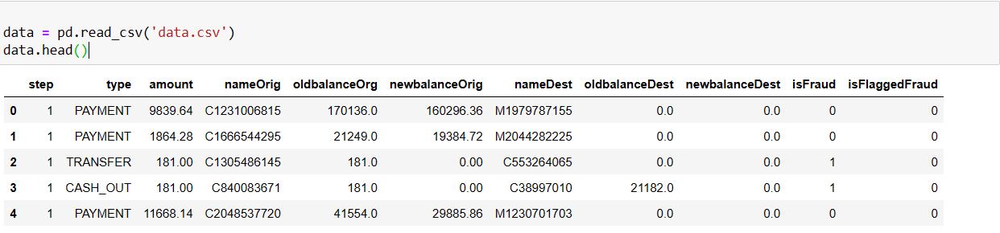 data = pd.read_csv('data.csv')
data.head()
step type amount nameOrig oldbalanceOrg newbalanceOrig nameDest oldbalanceDest newbalanceDest isFraud isFlaggedFraud
0 1 PAYMENT 9839.64 C1231006815 170136.0 160296.36 M1979787155 0.0 0.0 0 0
1 1 PAYMENT 1864.28 C1666544295 21249.0 19384.72 M2044282225 0.0 0.0 0 0
2 1 TRANSFER 181.00 C1305486145 181.0 0.00 C553264065 0.0 0.0 1 0
3 1 CASH_OUT 181.00 C840083671 181.0 0.00 C38997010 21182.0 0.0 1 0
4 1 PAYMENT 11668.14 C2048537720 41554.0 29885.86 M1230701703 0.0 0.0 0 0